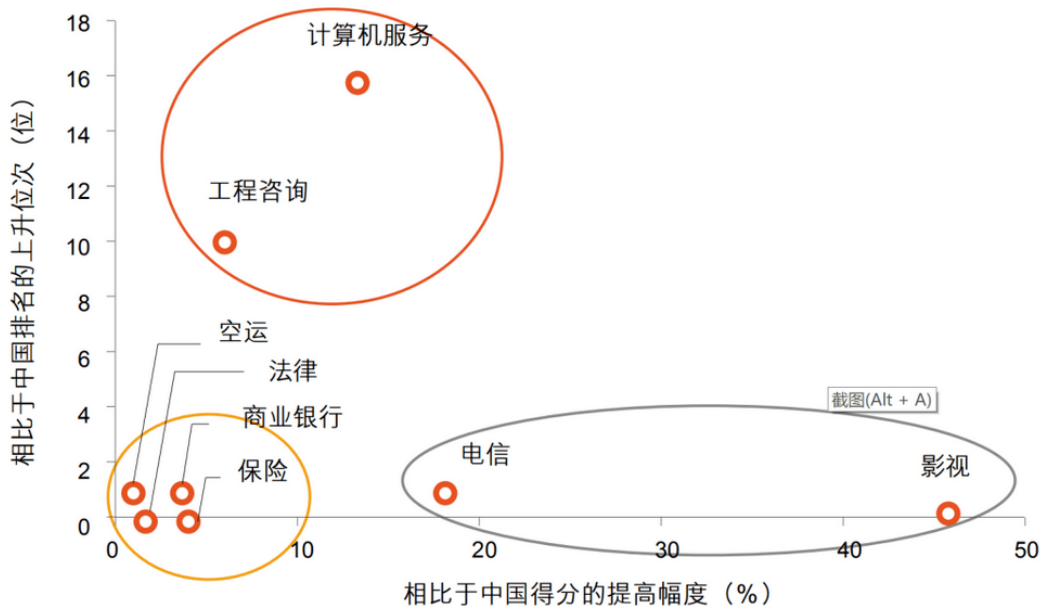 18
计算机服务
16
14
工程咨询
12
10
8
空运
6
法律
4
截图(Alt + A)
商业银行
电信
影视
保险
2
0
0
10
20
30
40
50
相比于中国排名的上升位次（位）
相比于中国得分的提高幅度（%）